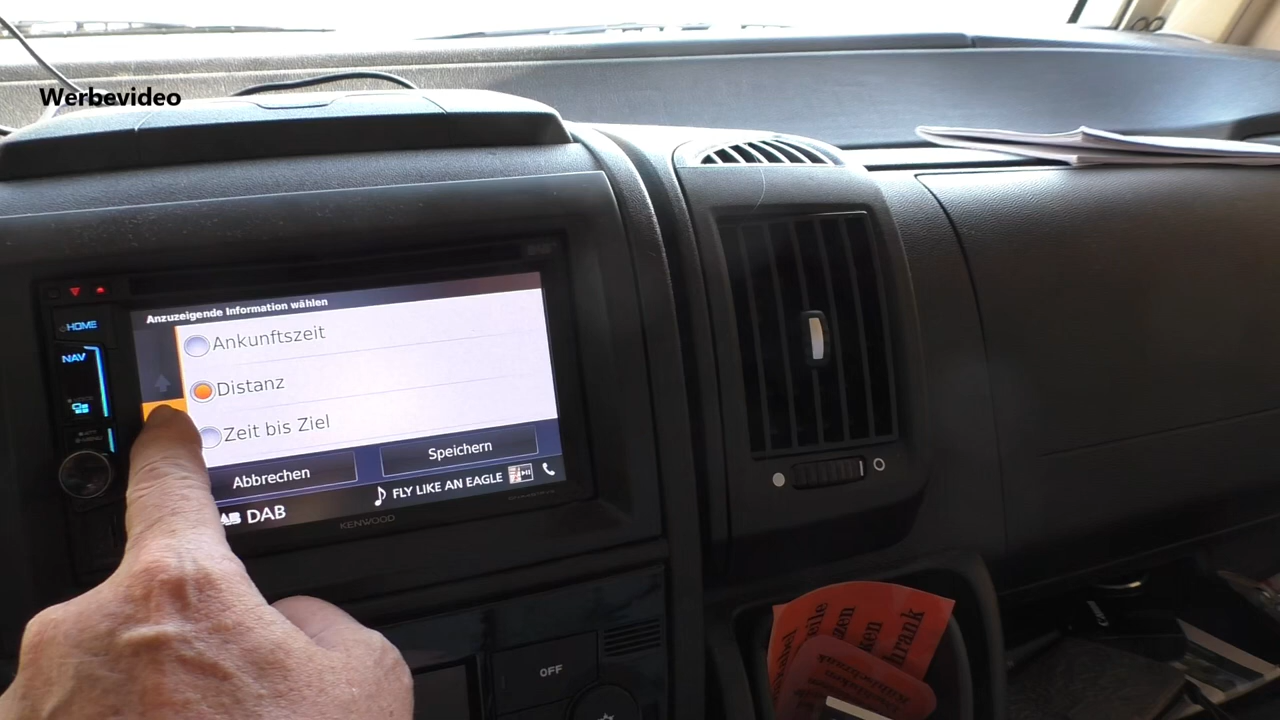 Werbevideo
HOME
NAV
Anzuzeigende Information wählen
Ankunftszeit
Distanz
Zeit bis Ziel
Abbrechen
Speichern
FLY LIKE AN EAGLE
DAB
KENWOOD
OFF
Kühlschrank